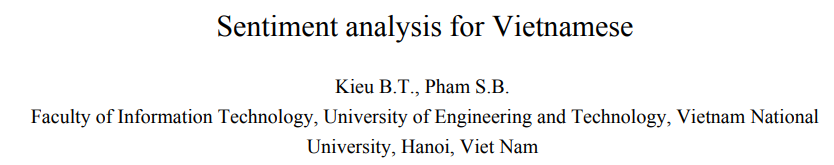 Sentiment analysis for Vietnamese
Kieu B.T., Pham S.B.
Faculty of Information Technology, University of Engineering and Technology, Vietnam National
University, Hanoi, Viet Nam